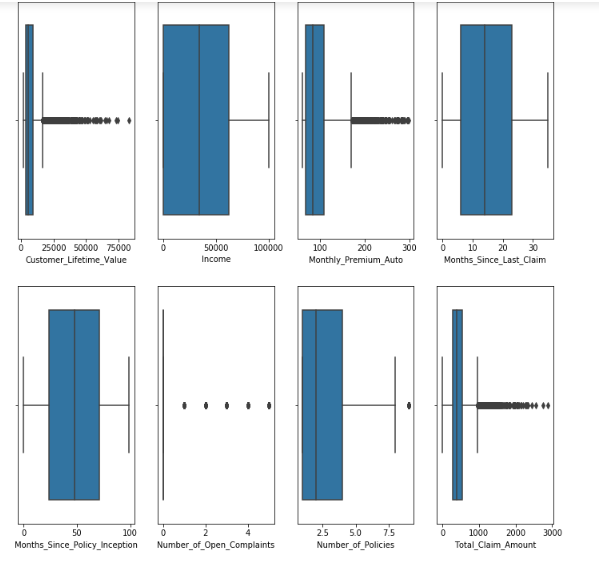 0 25000 50000 75000
Customer_Lifetime_Value
0 50000 100000
Income
100 200 300
Monthly_Premium_Auto
0 10 20 30
Months_Since_Last_Claim
0 50 100
Months_Since_Policy_Inception
0 2 4
Number_of_Open_Complaints
2.5 5.0 7.5
Number_of_Policies
0 1000 2000 3000
Total_Claim_Amount